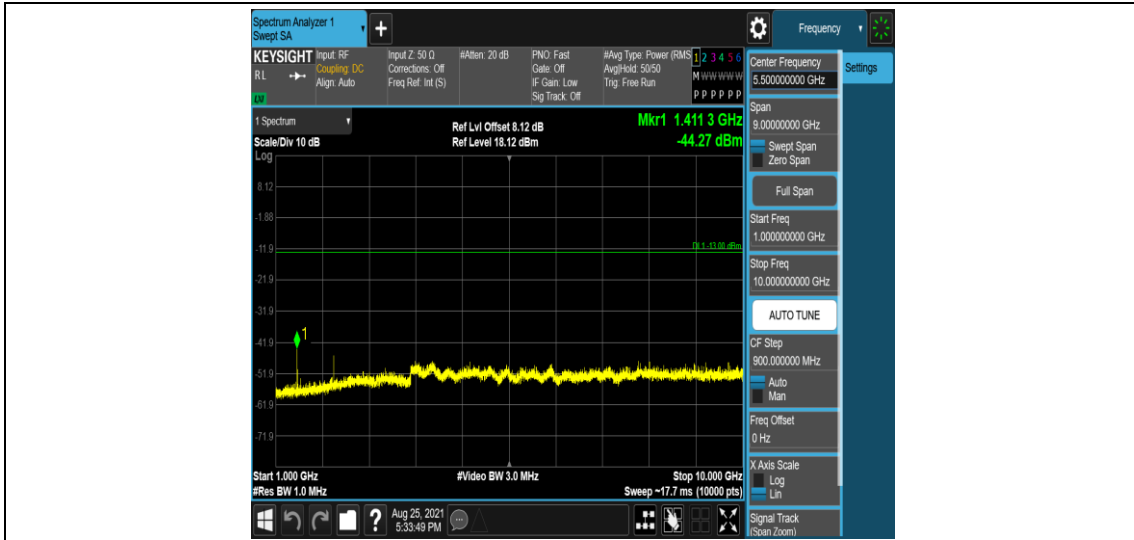 Spectrum Analyzer 1
Swept SA
+
Frequency
KEYSIGHT
RL
LXI
Input: RF
Coupling: DC
Align: Auto
Input Z: 50 Ω
Corrections: Off
Freq Ref: Int (S)
#Atten: 20 dB
PNO: Fast
Gate: Off
IF Gain: Low
Sig Track: Off
#Avg Type: Power (RMS
Avg|Hold: 50/50
Trig: Free Run
1 2 3 4 5 6
M W W W W W
P P P P P P
1 Spectrum
Scale/Div 10 dB
Log
Ref Lvl Offset 8.12 dB
Ref Level 18.12 dBm
Mkr1 1.411 3 GHz
-44.27 dBm
8.12
-1.88
-11.9
DL1 -13.00 dBm
-21.9
-31.9
-41.9
1
-51.9
-61.9
-71.9
Start 1.000 GHz
#Res BW 1.0 MHz
#Video BW 3.0 MHz
Stop 10.000 GHz
Sweep ~17.7 ms (10000 pts)
Center Frequency
5.500000000 GHz
Span
9.00000000 GHz
Swept Span
Zero Span
Full Span
Start Freq
1.000000000 GHz
Stop Freq
10.000000000 GHz
AUTO TUNE
CF Step
900.000000 MHz
Auto
Man
Freq Offset
0 Hz
X Axis Scale
Log
Lin
Signal Track
(Span Zoom)
Settings
?
Aug 25, 2021
5:33:49 PM